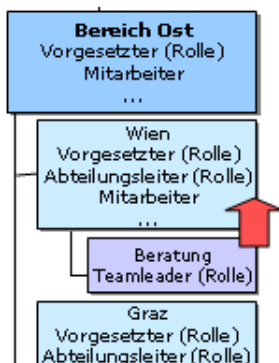 Bereich Ost
Vorgesetzter (Rolle)
Mitarbeiter
...
Wien
Vorgesetzter (Rolle)
Abteilungsleiter (Rolle)
Mitarbeiter
...
Beratung
Teamleader (Rolle)
Graz
Vorgesetzter (Rolle)
Abteilungsleiter (Rolle)